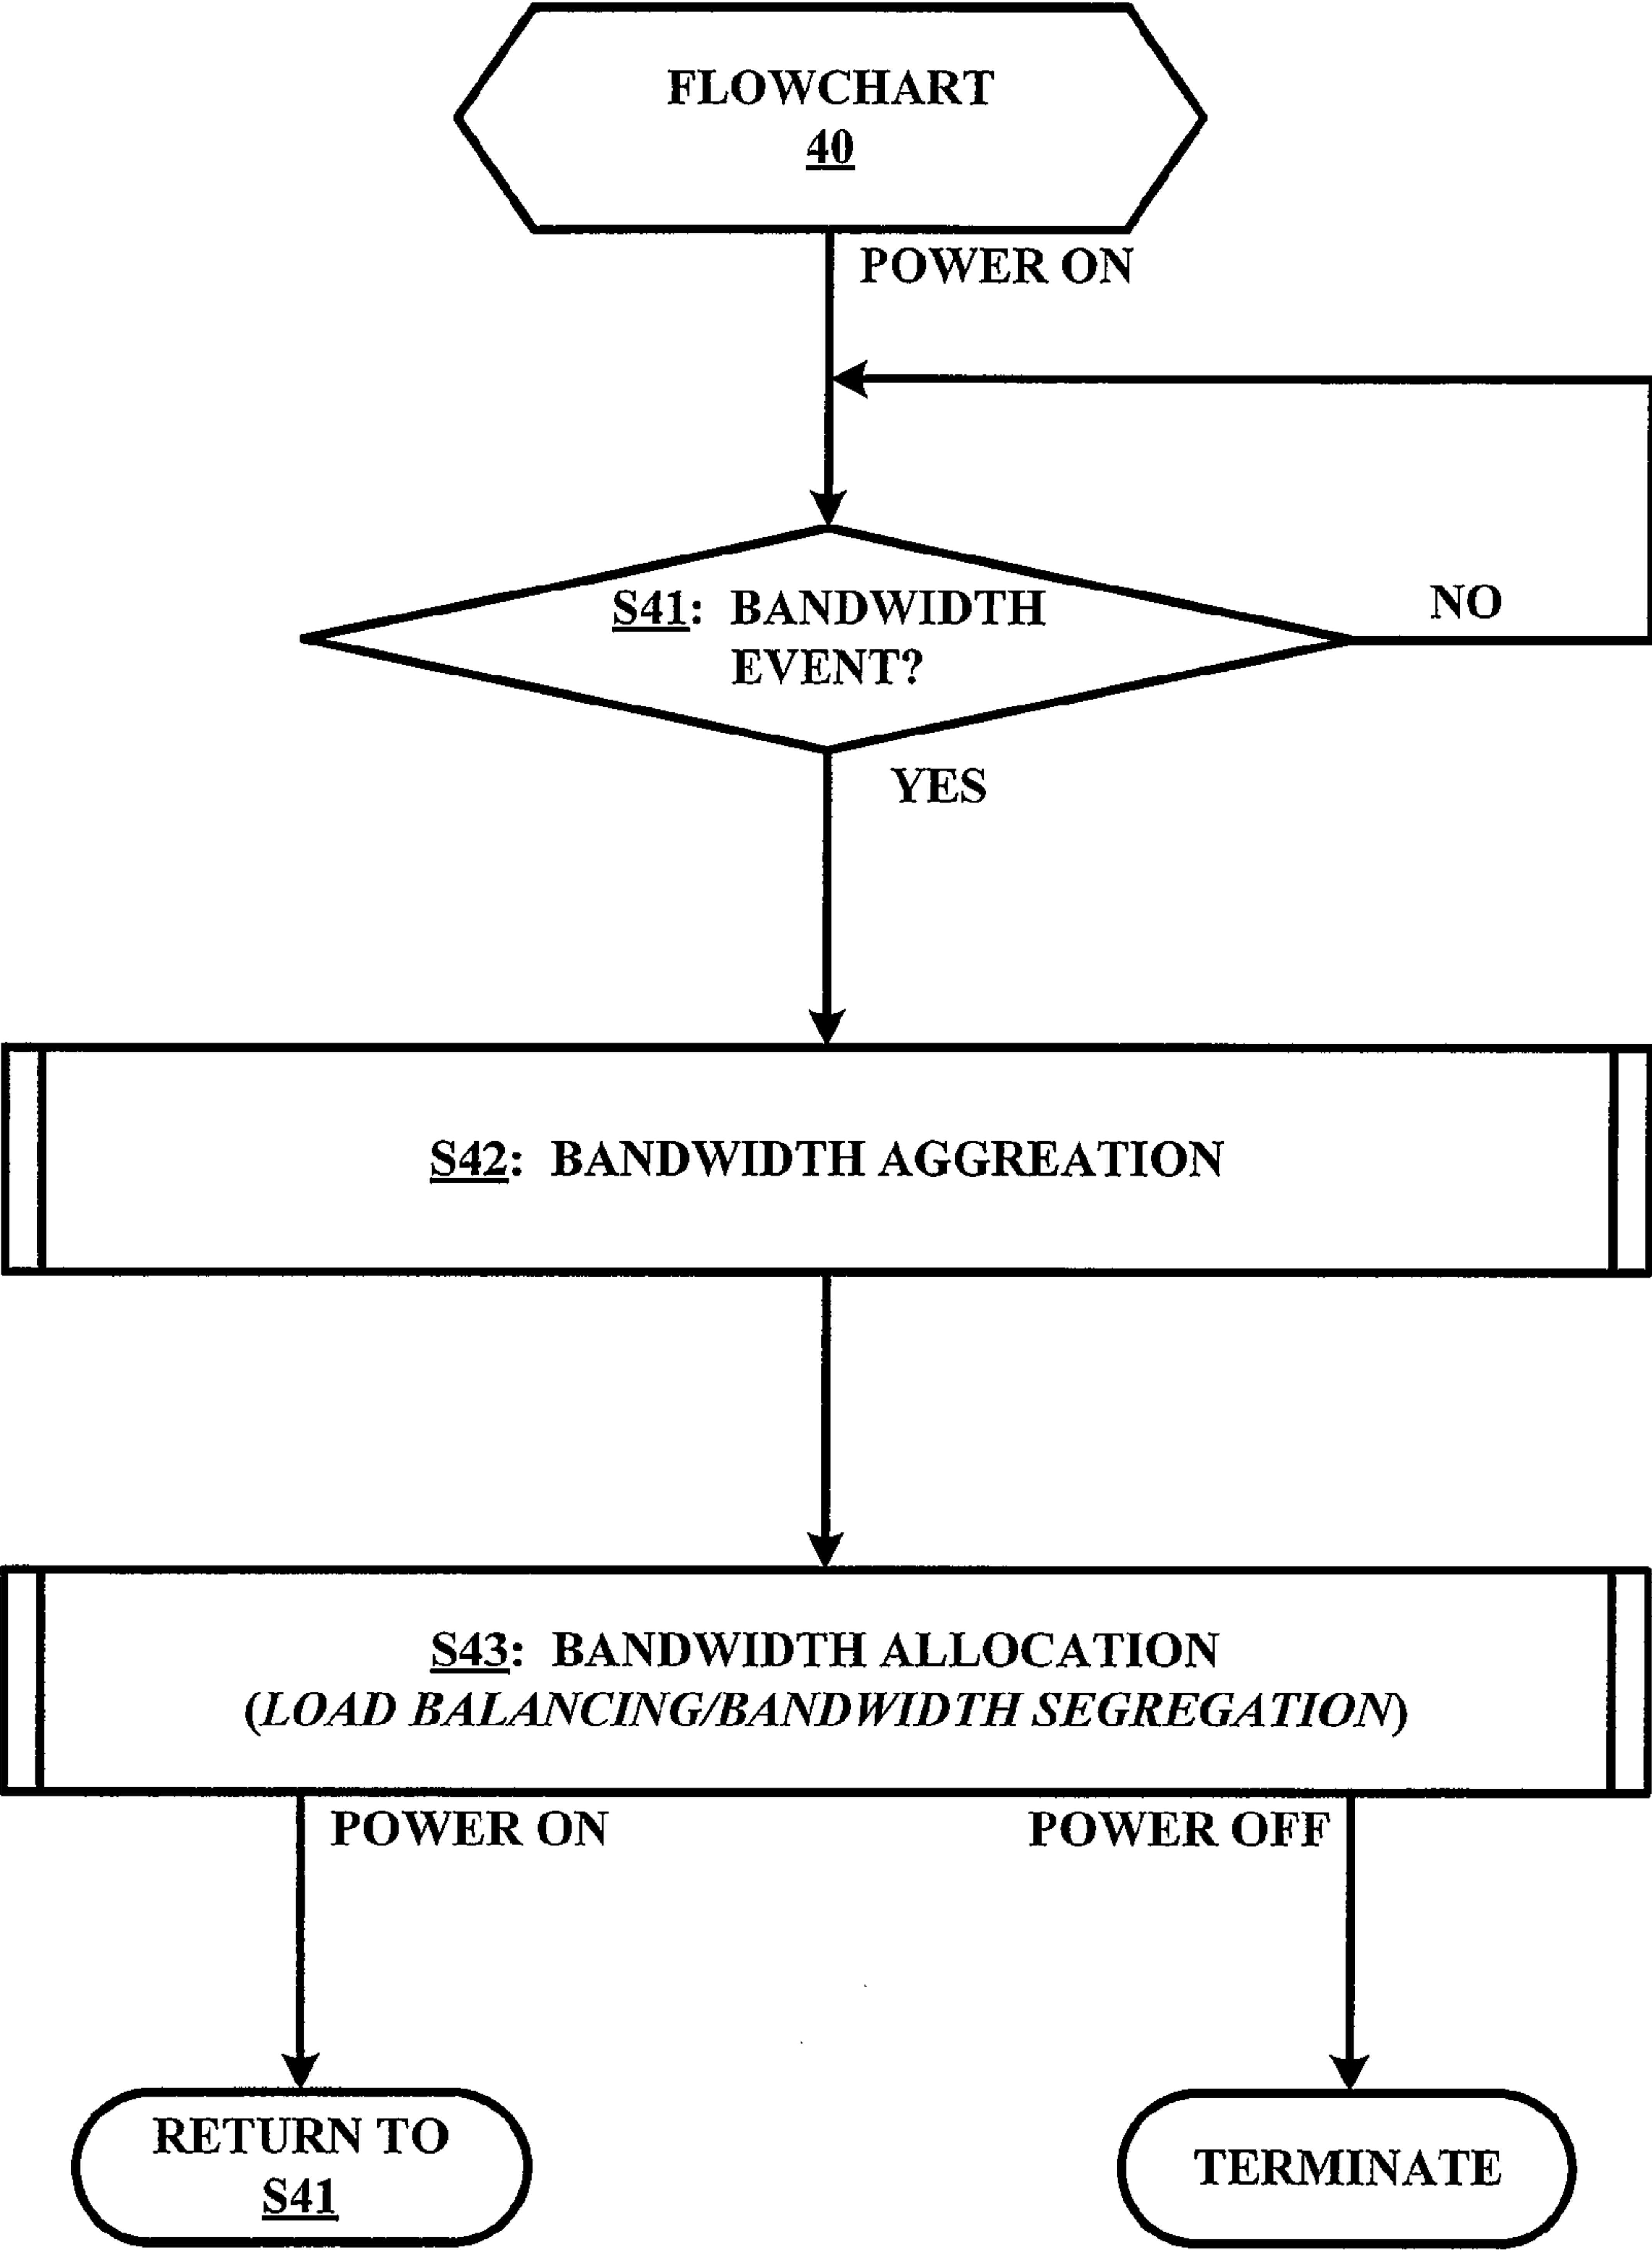 FLOWCHART
40
POWER ON
S41: BANDWIDTH
EVENT?
NO
YES
S42: BANDWIDTH AGGREATION
S43: BANDWIDTH ALLOCATION
(LOAD BALANCING/BANDWIDTH SEGREGATION)
POWER ON
POWER OFF
RETURN TO
S41
TERMINATE